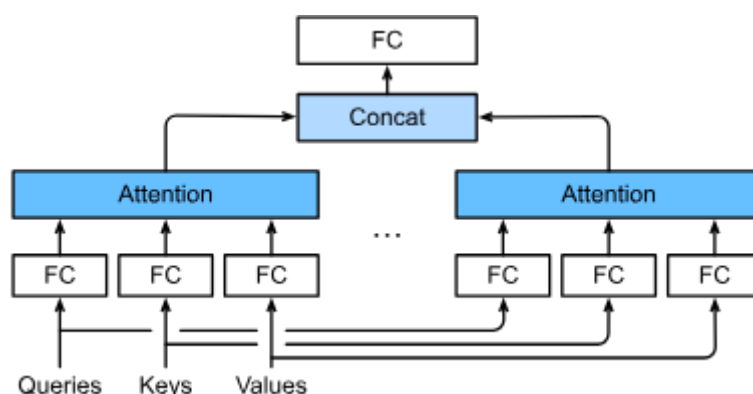 FC
Concat
Attention
Attention
...
FC
FC
FC
FC
FC
FC
Queries
Keys
Values